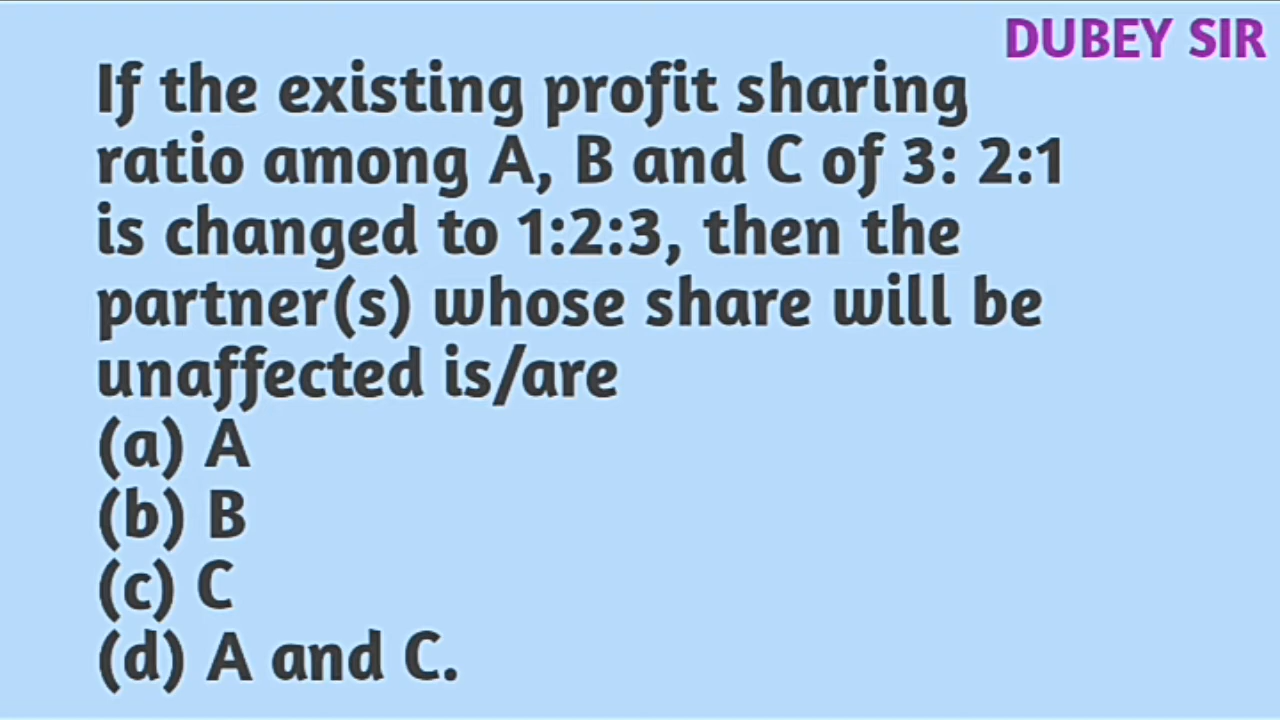 DUBEY SIR
If the existing profit sharing
ratio among A, B and C of 3: 2:1
is changed to 1:2:3, then the
partner(s) whose share will be
unaffected is/are
(a) A
(b) B
(c) C
(d) A and C.